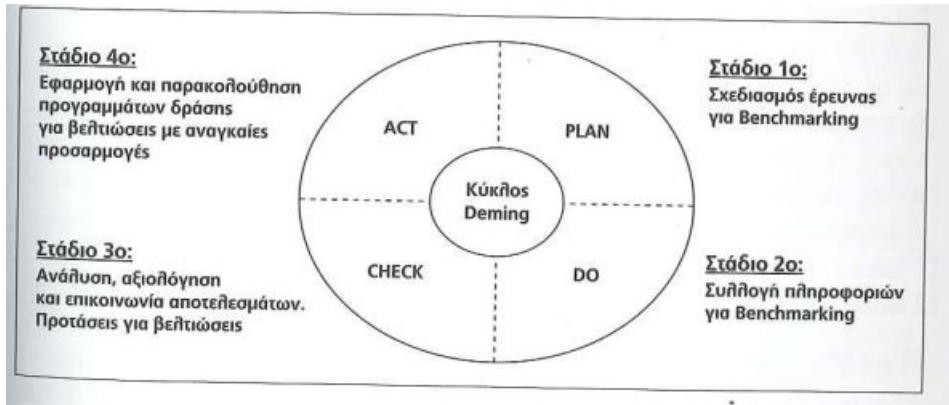 Στάδιο 4ο:
Εφαρμογή και παρακολούθηση
προγραμμάτων δράσης
για βελτιώσεις με αναγκαίες
προσαρμογές
ACT
PLAN
Στάδιο 1ο:
Σχεδιασμός έρευνας
για Benchmarking
Κύκλος
Deming
Στάδιο 3ο:
Ανάλυση, αξιολόγηση
και επικοινωνία αποτελεσμάτων.
Προτάσεις για βελτιώσεις
CHECK
DO
Στάδιο 2ο:
Συλλογή πληροφοριών
για Benchmarking